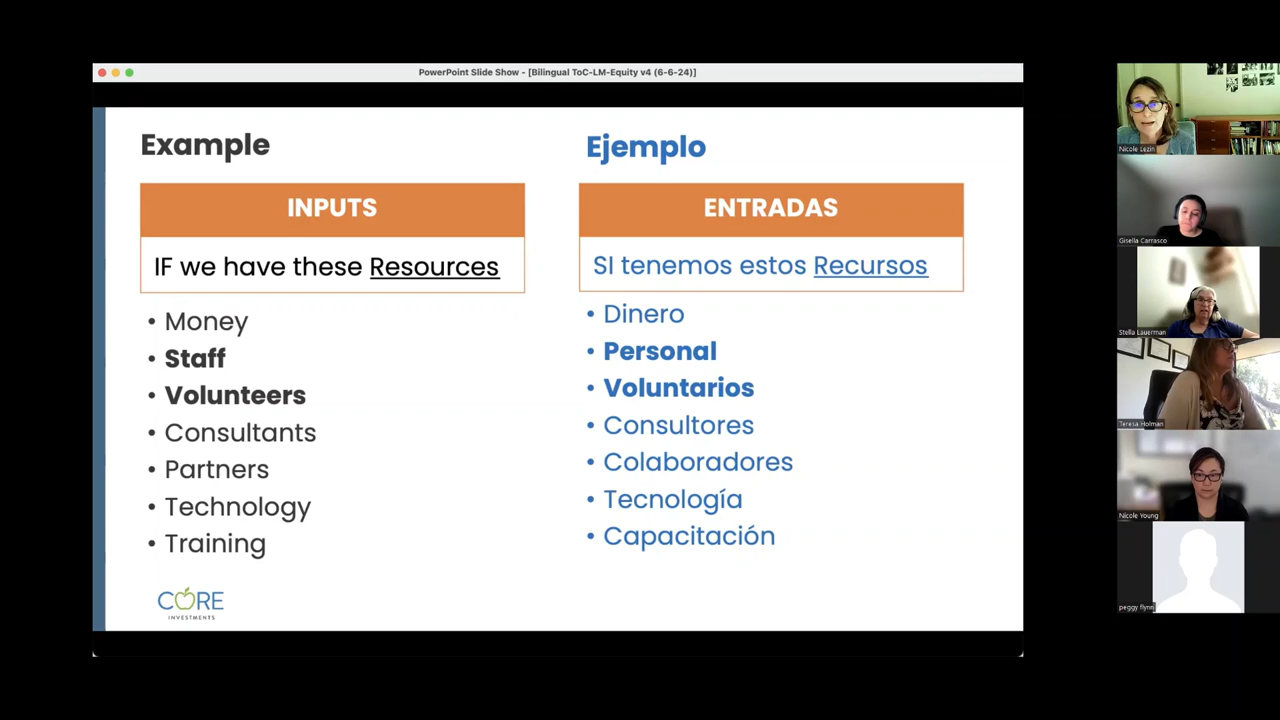 PowerPoint Slide Show - [Bilingual ToC-LM-Equity v4 (6-6-24)]
Example
INPUTS
IF we have these Resources
• Money
• Staff
• Volunteers
• Consultants
• Partners
• Technology
• Training
CORE
INVESTMENTS
Ejemplo
ENTRADAS
SI tenemos estos Recursos
• Dinero
• Personal
• Voluntarios
• Consultores
• Colaboradores
• Tecnología
• Capacitación
Nicole Lezin
Gisella Carrasco
Stella Lauerman
Teresa Holman
Nicole Young
peggy flynn